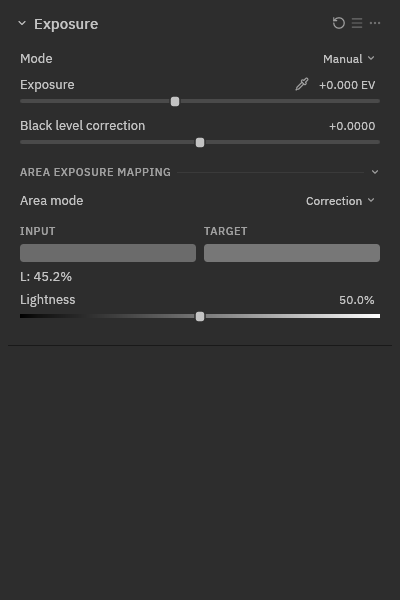 Exposure
Mode Manual
Exposure +0.000 EV
Black level correction +0.0000
AREA EXPOSURE MAPPING
Area mode Correction
INPUT TARGET
L: 45.2%
Lightness 50.0%